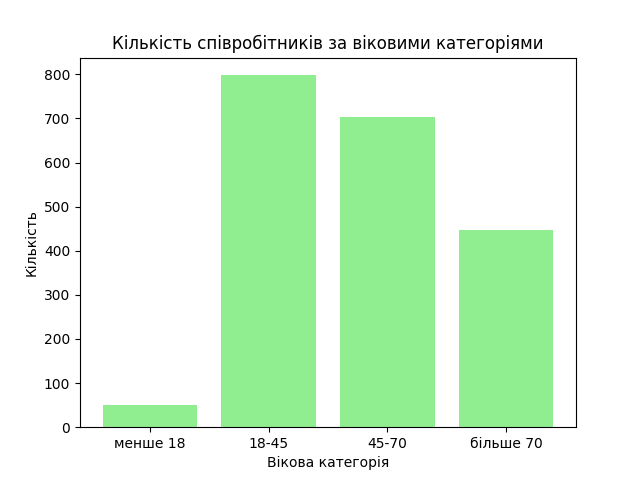 Кількість співробітників за віковими категоріями
Кількість
800
700
600
500
400
300
200
100
0
менше 18
18-45
45-70
більше 70
Вікова категорія